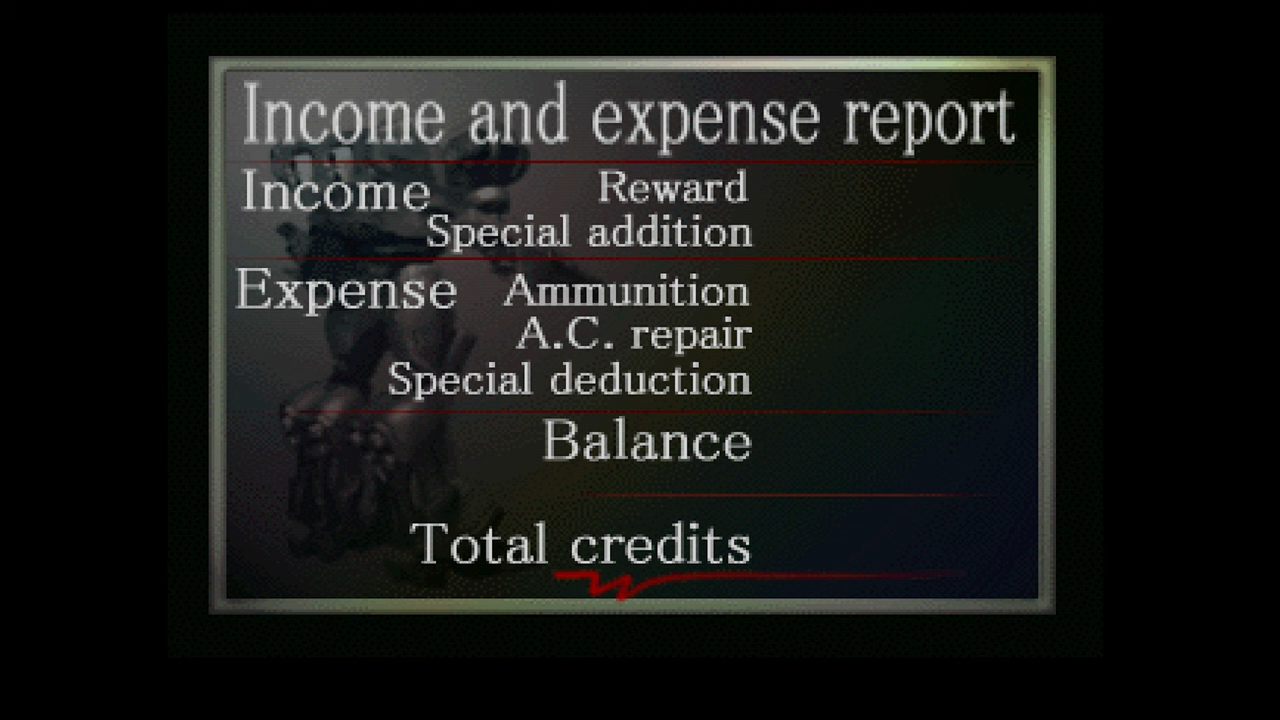 Income and expense report
Income Reward
Special addition
Expense Ammunition
A.C. repair
Special deduction
Balance
Total credits